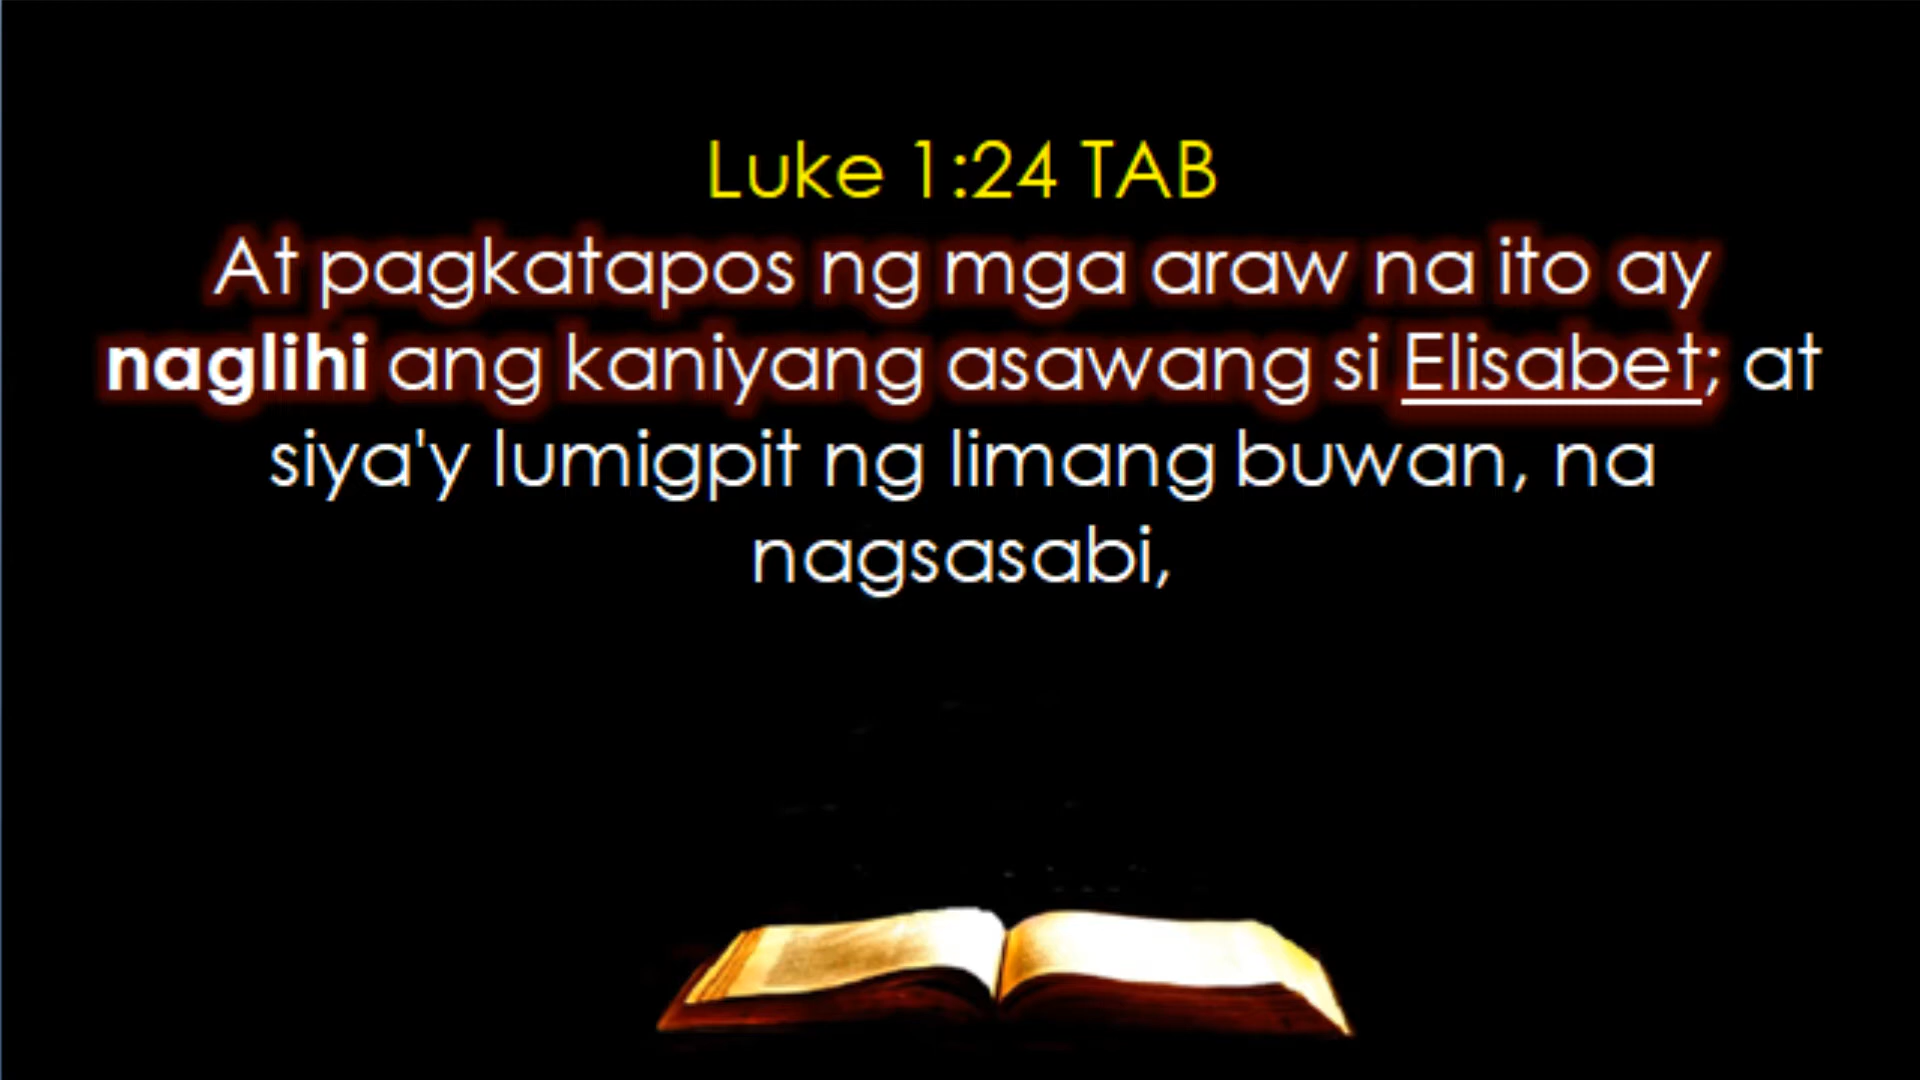 Luke 1:24 TAB
At pagkatapos ng mga araw na ito ay
naglihi ang kaniyang asawang si Elisabet; at
siya'y lumigpit ng limang buwan, na
nagsasabi,